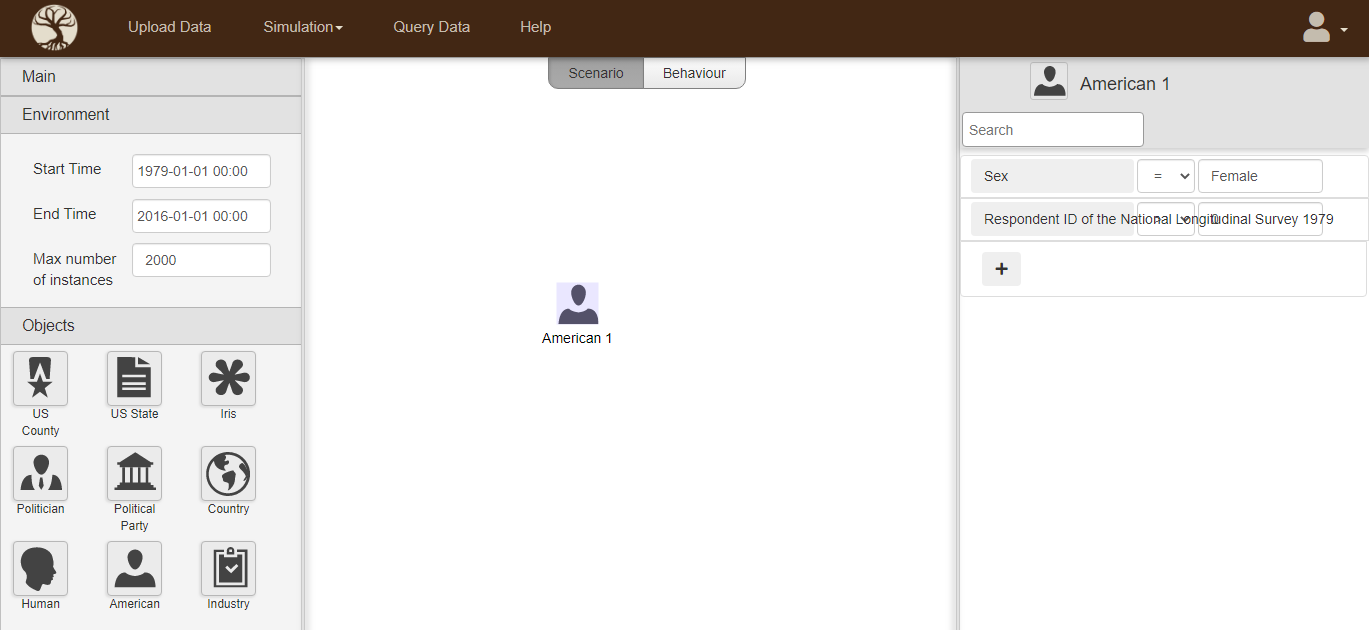 Upload Data
Simulation
Query Data
Help
Main
Environment
Start Time
1979-01-01 00:00
End Time
2016-01-01 00:00
Max number
of instances
2000
Objects
US
County
US State
Iris
Politician
Political
Party
Country
Human
American
Industry
Scenario
Behaviour
American 1
American 1
Search
Sex
=
Female
Respondent ID of the National Longitudinal Survey 1979
+